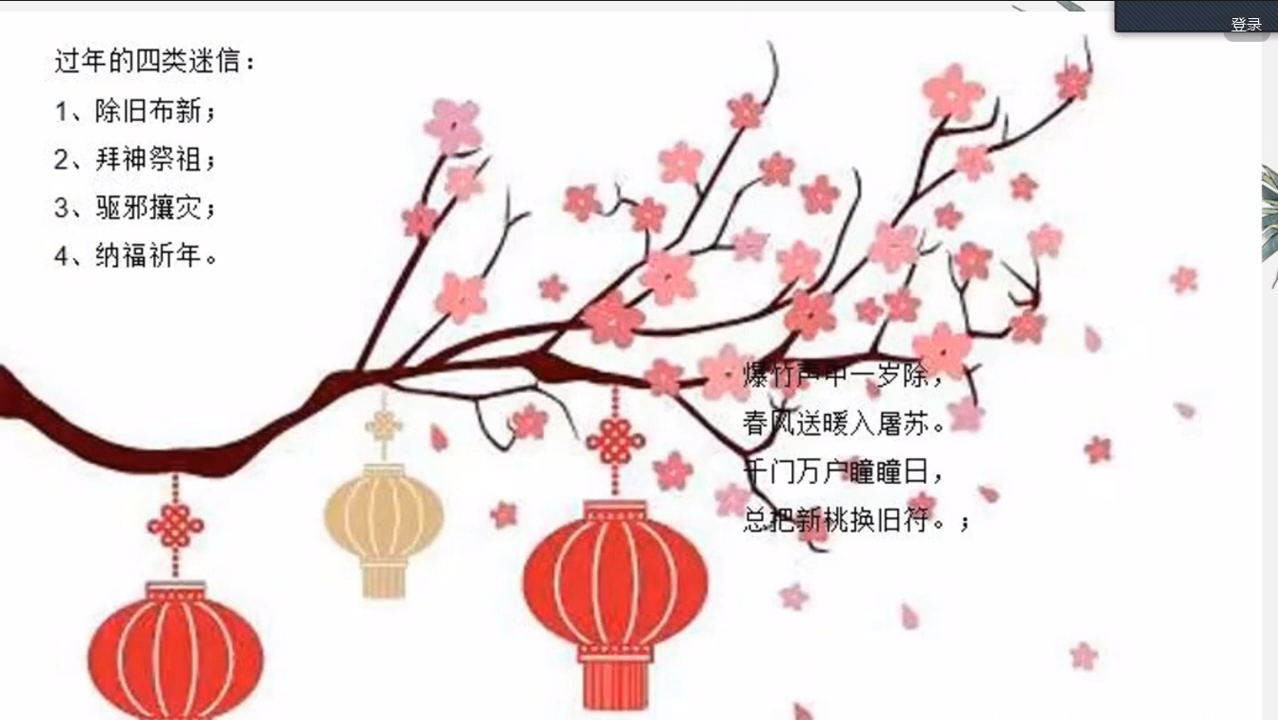 登录
过年的四类迷信：
1、除旧布新；
2、拜神祭祖；
3、驱邪攘灾；
4、纳福祈年。
爆竹声中一岁除，
春风送暖入屠苏。
千门万户瞳瞳日，
总把新桃换旧符。；